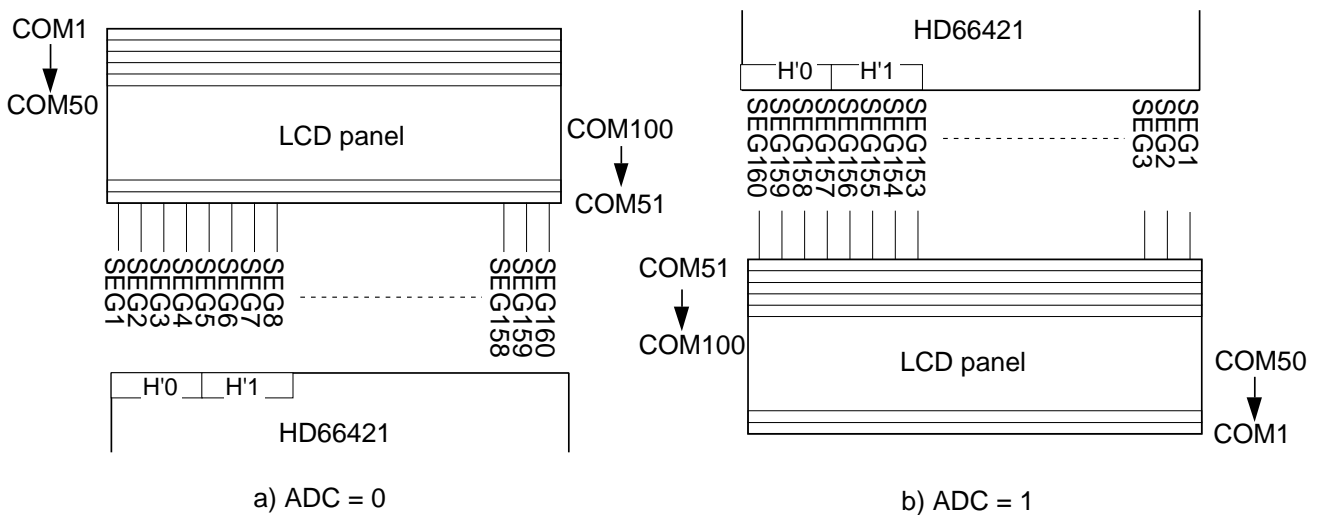 COM1
COM50
LCD panel
COM100
COM51
SEG1
SEG2
SEG3
SEG4
SEG5
SEG6
SEG7
SEG8
SEG158
SEG159
SEG160
H'0
H'1
HD66421
a) ADC = 0
HD66421
H'0
H'1
SEG160
SEG159
SEG158
SEG157
SEG156
SEG155
SEG154
SEG153
SEG3
SEG2
SEG1
COM51
COM100
LCD panel
COM50
COM1
b) ADC = 1